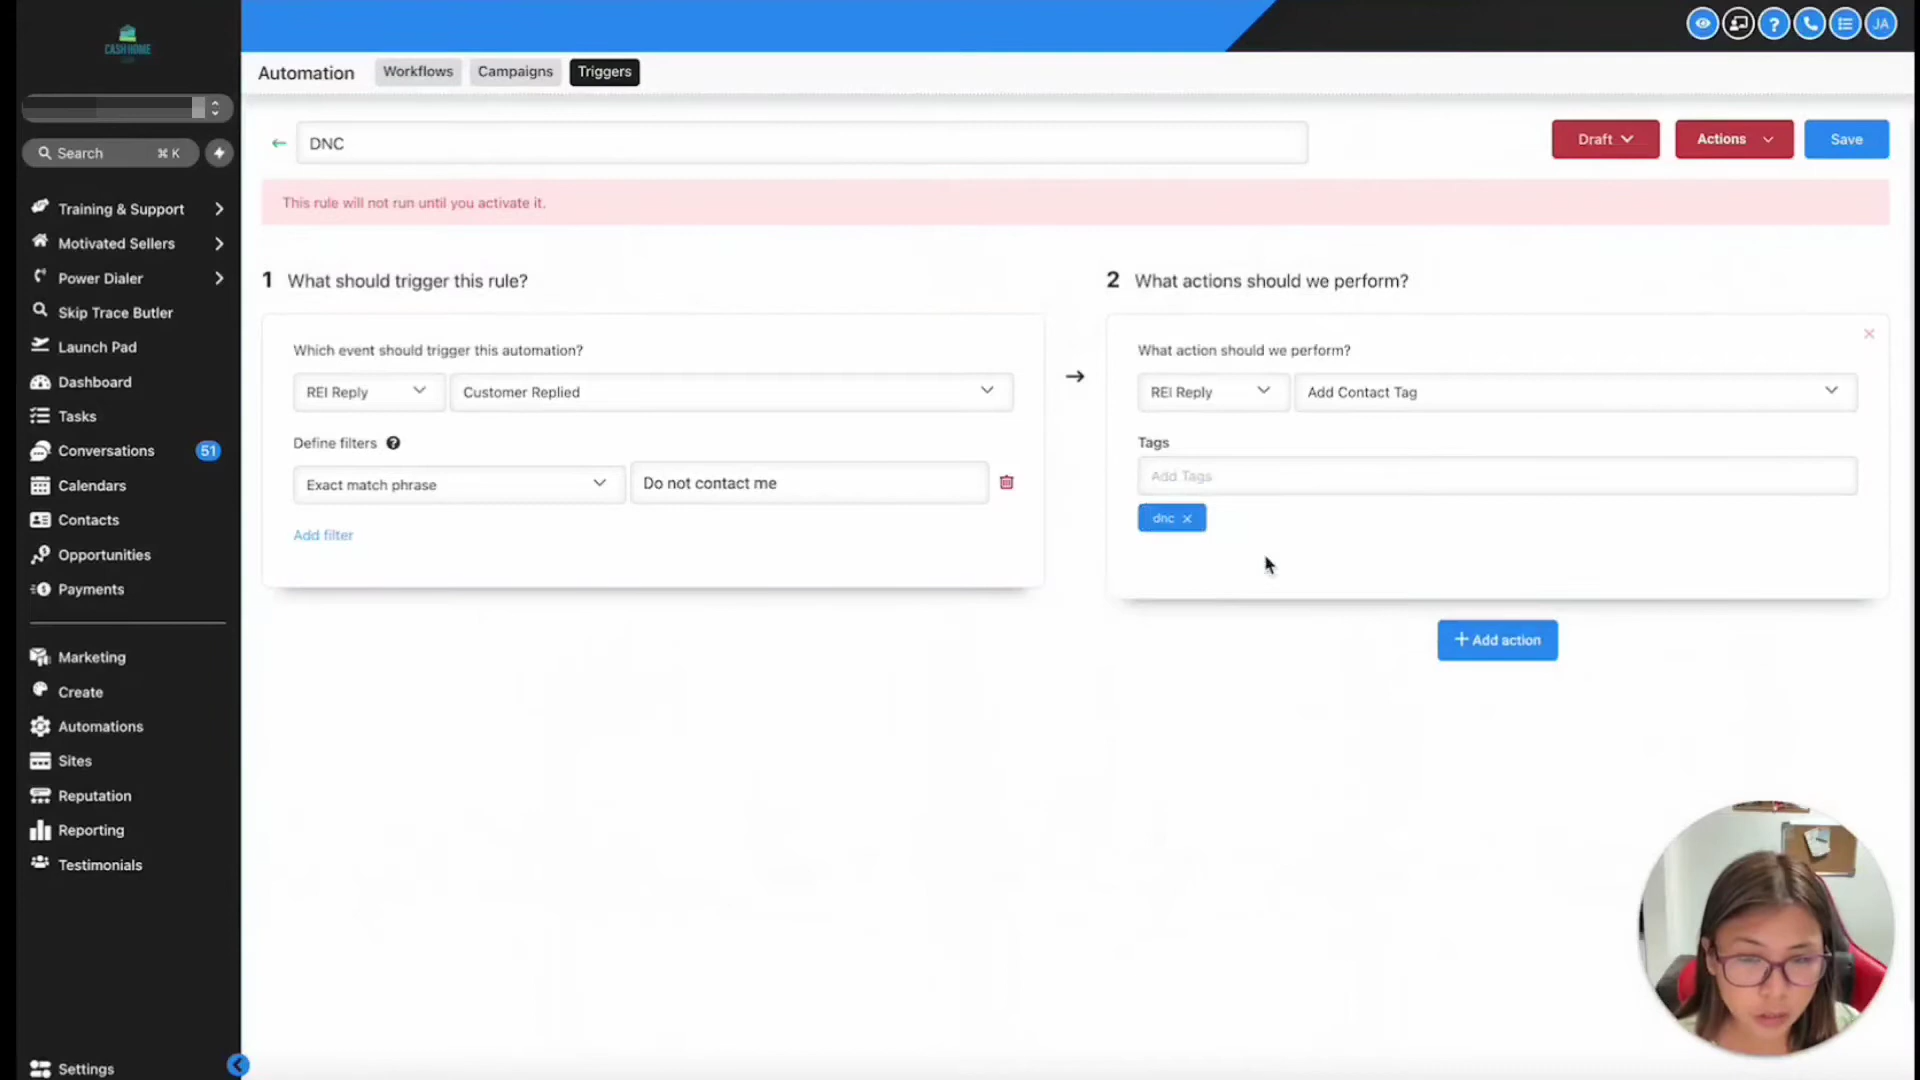 CASH HOME
Search ⌘ K
Training & Support
Motivated Sellers
Power Dialer
Skip Trace Butler
Launch Pad
Dashboard
Tasks
Conversations 51
Calendars
Contacts
Opportunities
Payments
Marketing
Create
Automations
Sites
Reputation
Reporting
Testimonials
Settings
JA
Automation Workflows Campaigns Triggers
DNC
Draft Actions Save
This rule will not run until you activate it.
1 What should trigger this rule?
Which event should trigger this automation?
REI Reply Customer Replied
Define filters ?
Exact match phrase Do not contact me
Add filter
2 What actions should we perform?
What action should we perform?
REI Reply Add Contact Tag
Tags
Add Tags
dnc ×
+ Add action